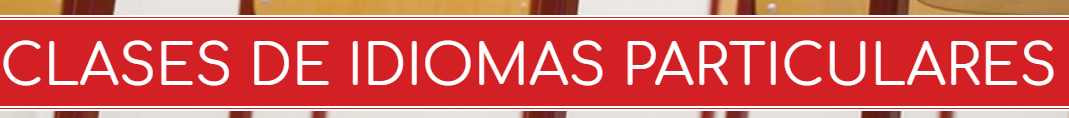 CLASES DE IDIOMAS PARTICULARES